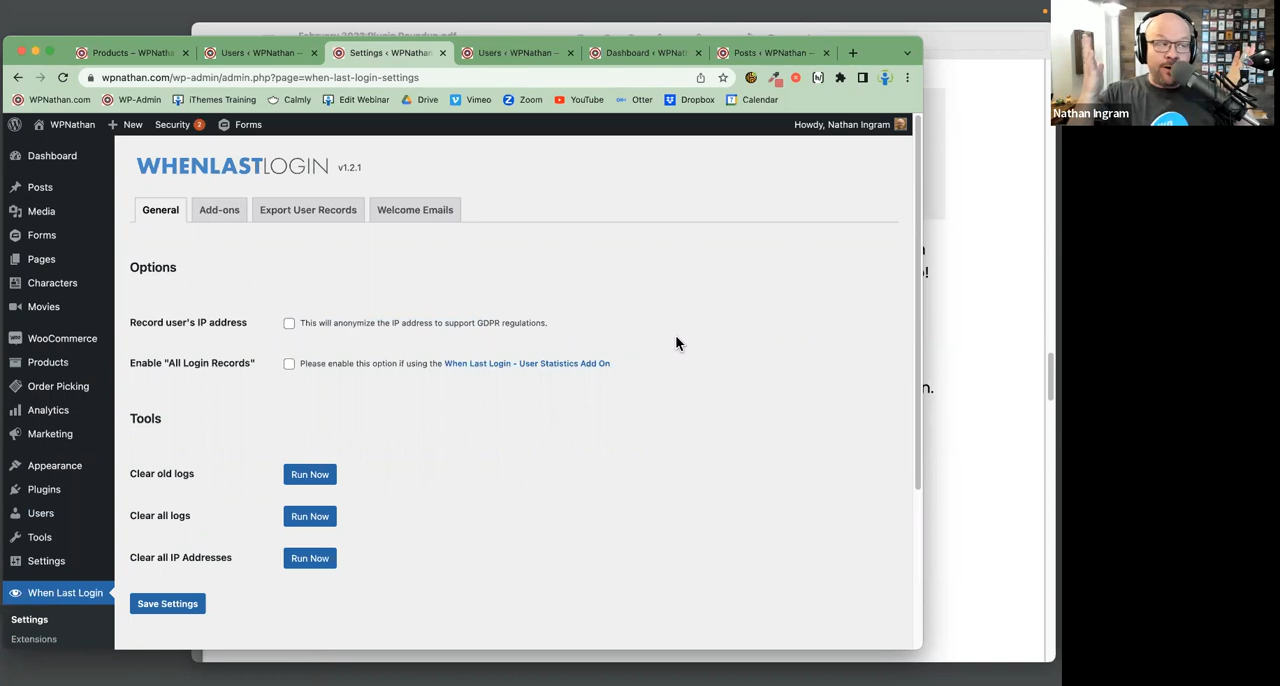 February 2023 Plugin Roundup.pdf
Products – WPNathan —
Users ‹ WPNathan —
Settings ‹ WPNathan
Users ‹ WPNathan —
Dashboard ‹ WPNath
Posts ‹ WPNathan —
wpnathan.com/wp-admin/admin.php?page=when-last-login-settings
WPNathan.com WP-Admin iThemes Training Calmly Edit Webinar Drive Vimeo Zoom YouTube Otter Dropbox Calendar
WPNathan New Security 2 Forms Howdy, Nathan Ingram
Nathan Ingram
Dashboard
Posts
Media
Forms
Pages
Characters
Movies
WooCommerce
Products
Order Picking
Analytics
Marketing
Appearance
Plugins
Users
Tools
Settings
When Last Login
Settings
Extensions
WHENLASTLOGIN v1.2.1
General Add-ons Export User Records Welcome Emails
Options
Record user's IP address This will anonymize the IP address to support GDPR regulations.
Enable "All Login Records" Please enable this option if using the When Last Login - User Statistics Add On
Tools
Clear old logs Run Now
Clear all logs Run Now
Clear all IP Addresses Run Now
Save Settings
!
n.